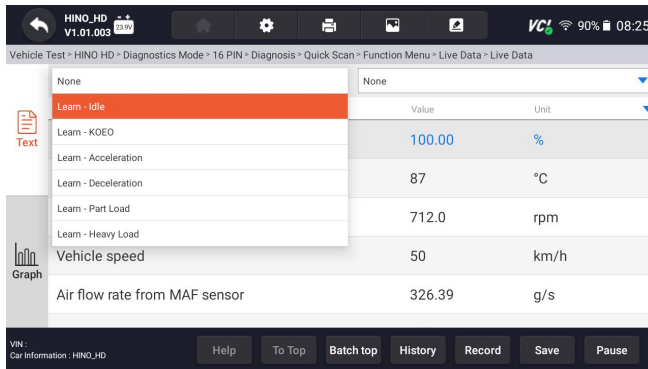 HINO_HD
V1.01.003 23.9V
VCI 90% 08:25
Vehicle Test > HINO HD > Diagnostics Mode > 16 PIN > Diagnosis > Quick Scan > Function Menu > Live Data > Live Data
None
None
Learn - Idle
Learn - KOEO
Learn - Acceleration
Learn - Deceleration
Learn - Part Load
Learn - Heavy Load
Text
Graph
Value Unit
100.00 %
87 °C
712.0 rpm
Vehicle speed 50 km/h
Air flow rate from MAF sensor 326.39 g/s
VIN :
Car Information : HINO_HD
Help To Top Batch top History Record Save Pause